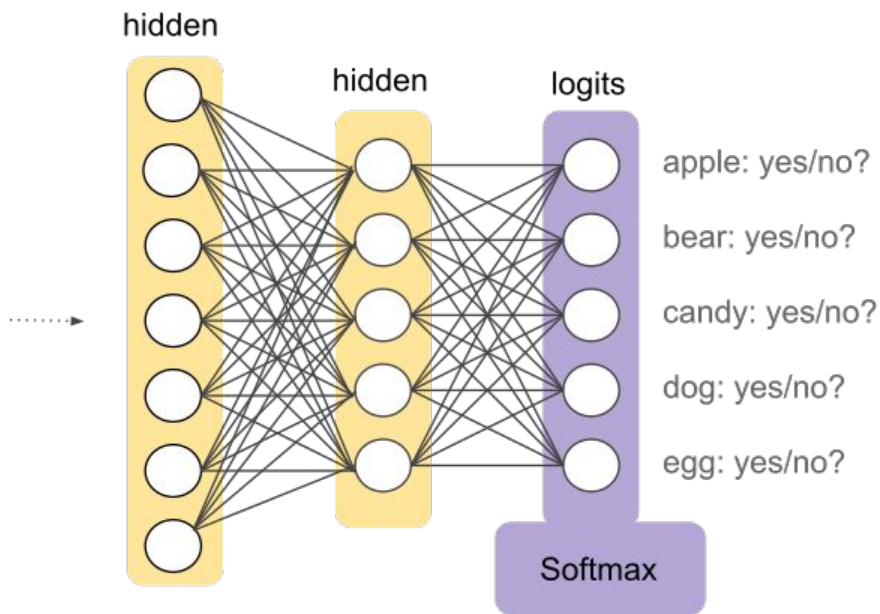 hidden
hidden
logits
apple: yes/no?
bear: yes/no?
candy: yes/no?
dog: yes/no?
egg: yes/no?
Softmax